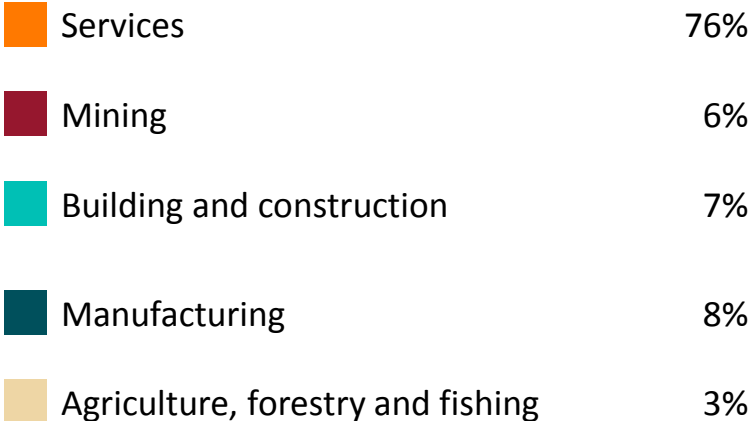 Services 76%
Mining 6%
Building and construction 7%
Manufacturing 8%
Agriculture, forestry and fishing 3%